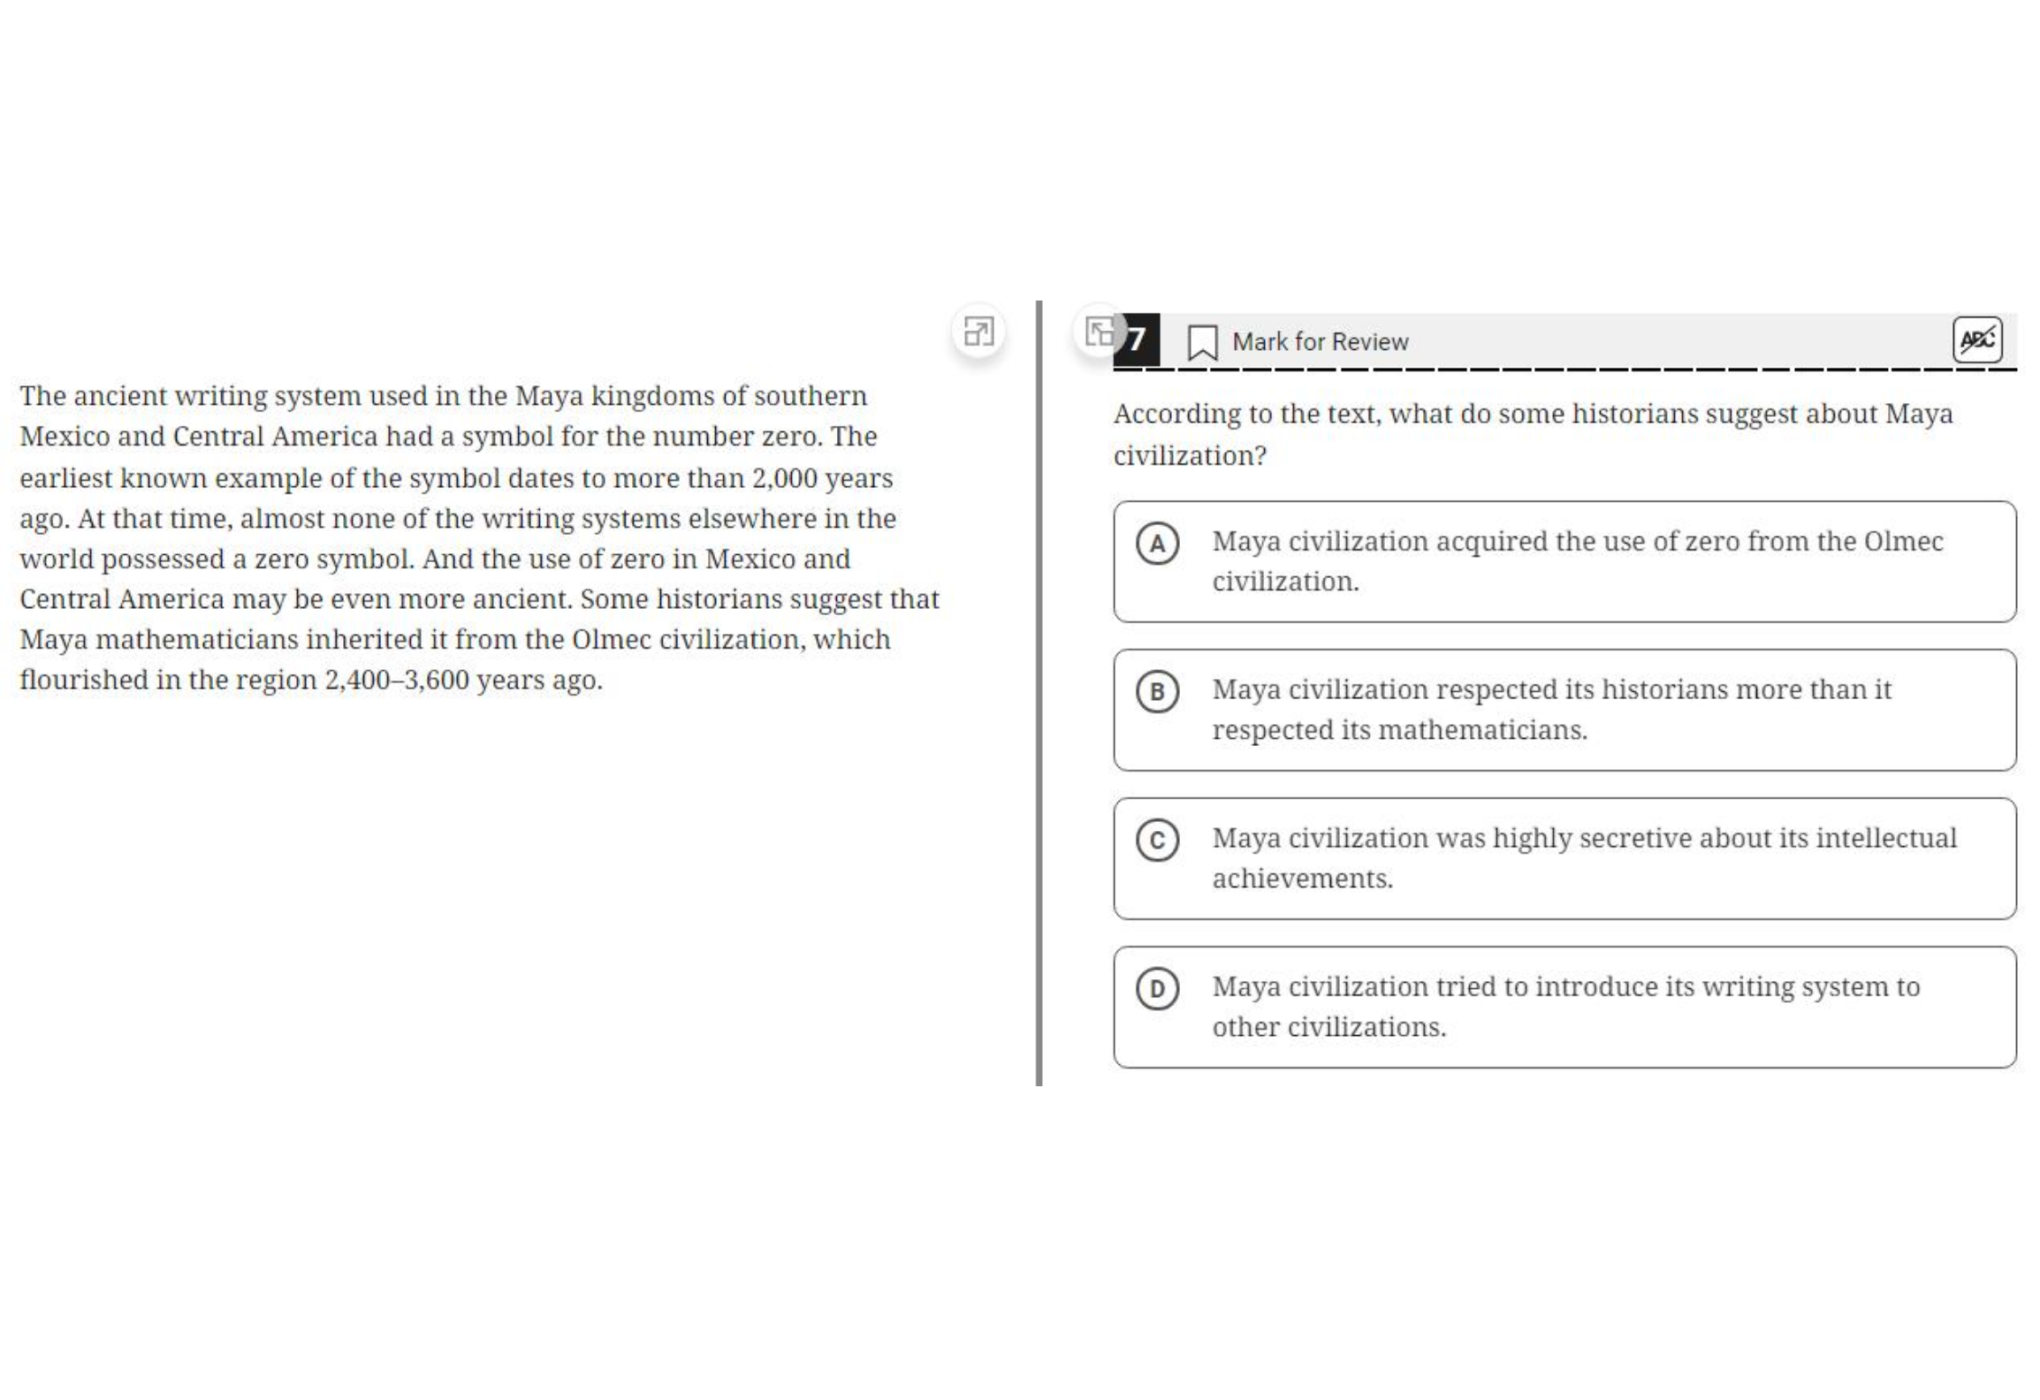 The ancient writing system used in the Maya kingdoms of southern
Mexico and Central America had a symbol for the number zero. The
earliest known example of the symbol dates to more than 2,000 years
ago. At that time, almost none of the writing systems elsewhere in the
world possessed a zero symbol. And the use of zero in Mexico and
Central America may be even more ancient. Some historians suggest that
Maya mathematicians inherited it from the Olmec civilization, which
flourished in the region 2,400–3,600 years ago.
7 Mark for Review ABC
According to the text, what do some historians suggest about Maya
civilization?
A Maya civilization acquired the use of zero from the Olmec
civilization.
B Maya civilization respected its historians more than it
respected its mathematicians.
C Maya civilization was highly secretive about its intellectual
achievements.
D Maya civilization tried to introduce its writing system to
other civilizations.